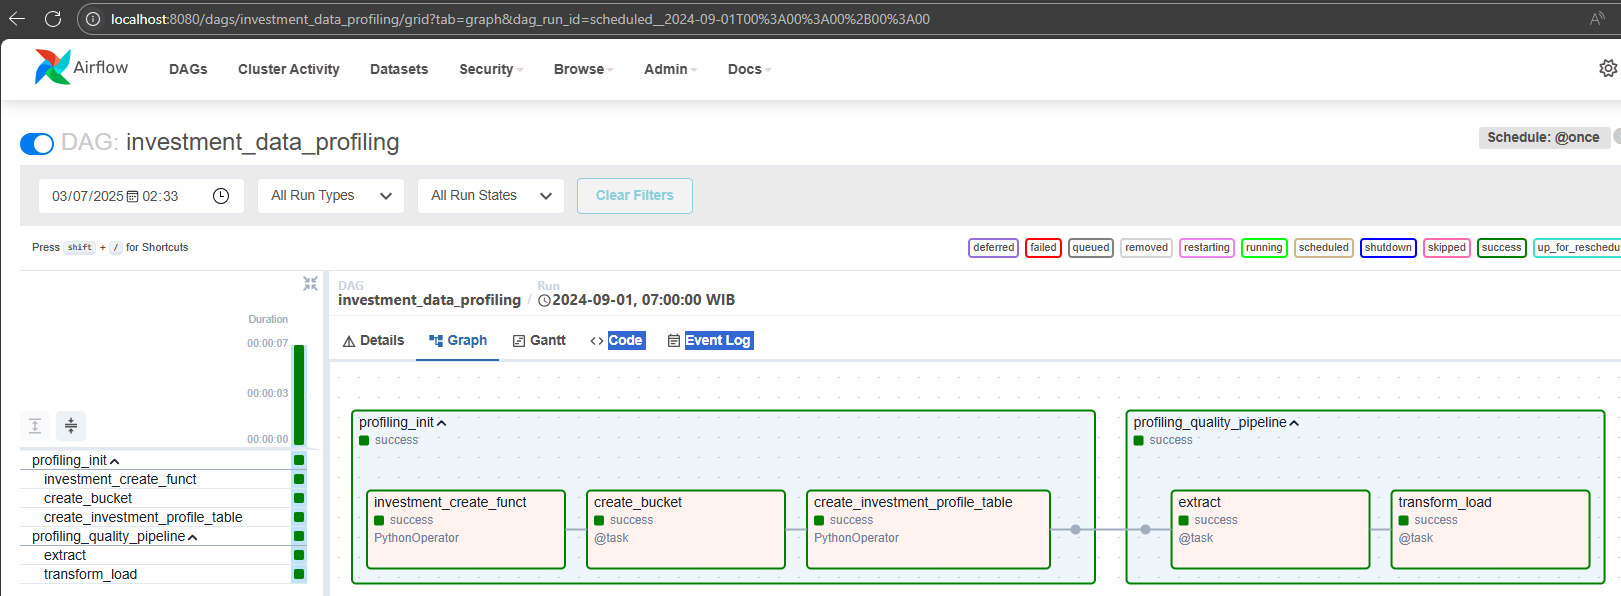 localhost:8080/dags/investment_data_profiling/grid?tab=graph&dag_run_id=scheduled__2024-09-01T00%3A00%3A00%2B00%3A00
Airflow DAGs Cluster Activity Datasets Security Browse Admin Docs
DAG: investment_data_profiling
Schedule: @once
03/07/2025 02:33 All Run Types All Run States Clear Filters
Press shift + / for Shortcuts
deferred failed queued removed restarting running scheduled shutdown skipped success up_for_reschedu
DAG
investment_data_profiling /
Run
2024-09-01, 07:00:00 WIB
Details Graph Gantt Code Event Log
Duration
00:00:07
00:00:03
00:00:00
profiling_init
investment_create_funct
create_bucket
create_investment_profile_table
profiling_quality_pipeline
extract
transform_load
profiling_init
success
investment_create_funct
success
PythonOperator
create_bucket
success
@task
create_investment_profile_table
success
PythonOperator
profiling_quality_pipeline
success
extract
success
@task
transform_load
success
@task